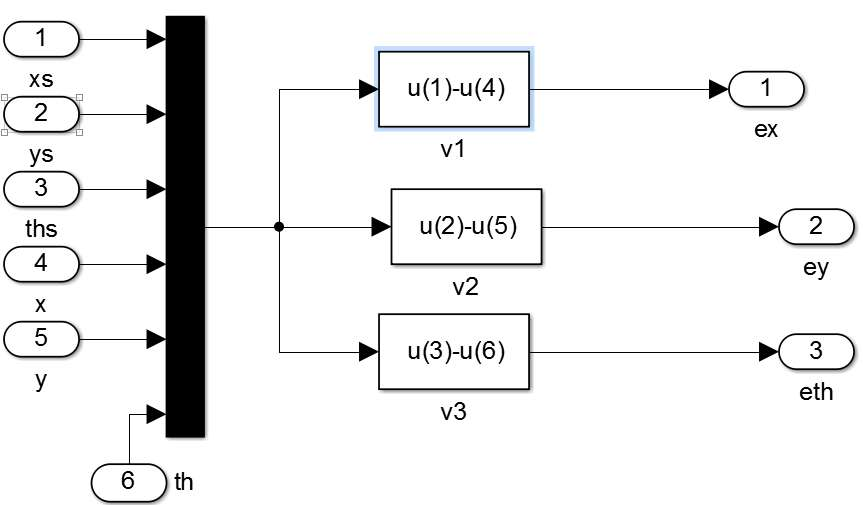 1
xs
2
ys
3
ths
4
x
5
y
6
th
u(1)-u(4)
v1
u(2)-u(5)
v2
u(3)-u(6)
v3
1
ex
2
ey
3
eth